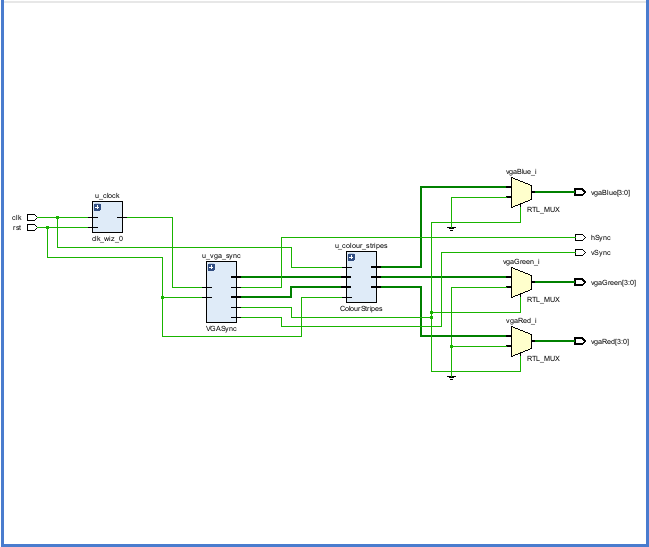 vgaBlue_i
vgaBlue[3:0]
RTL_MUX
u_clock
clk
rst
clk_wiz_0
hSync
u_colour_stripes
vSync
u_vga_sync
vgaGreen_i
vgaGreen[3:0]
RTL_MUX
ColourStripes
vgaRed_i
VGASync
vgaRed[3:0]
RTL_MUX